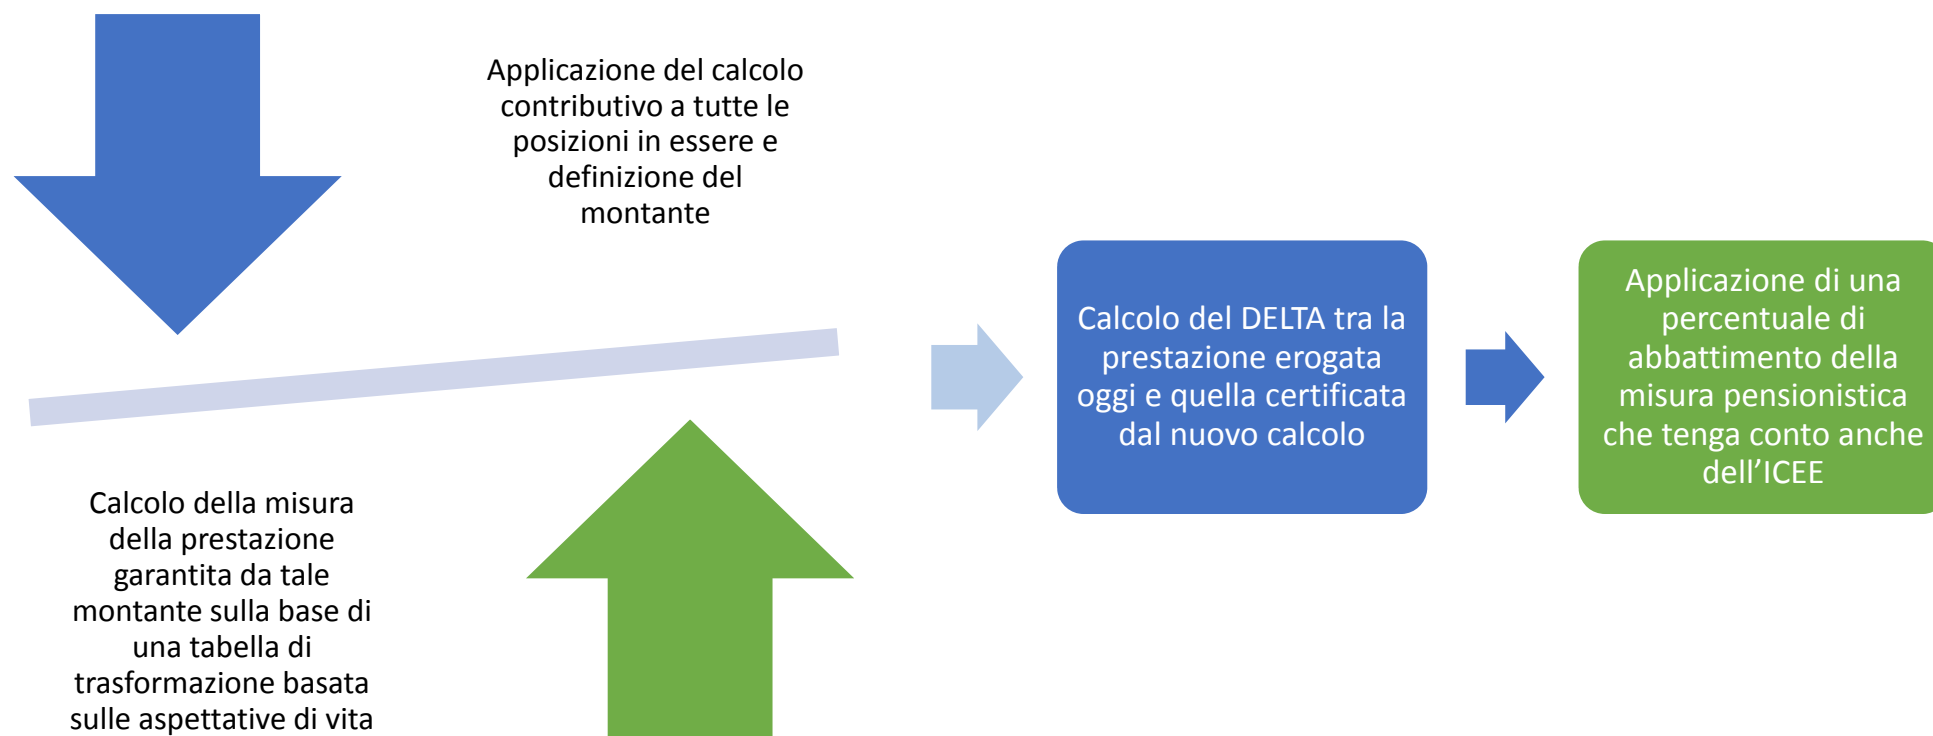 Applicazione del calcolo
contributivo a tutte le
posizioni in essere e
definizione del
montante
Calcolo della misura
della prestazione
garantita da tale
montante sulla base di
una tabella di
trasformazione basata
sulle aspettative di vita
Calcolo del DELTA tra la
prestazione erogata
oggi e quella certificata
dal nuovo calcolo
Applicazione di una
percentuale di
abbattimento della
misura pensionistica
che tenga conto anche
dell’ICEE